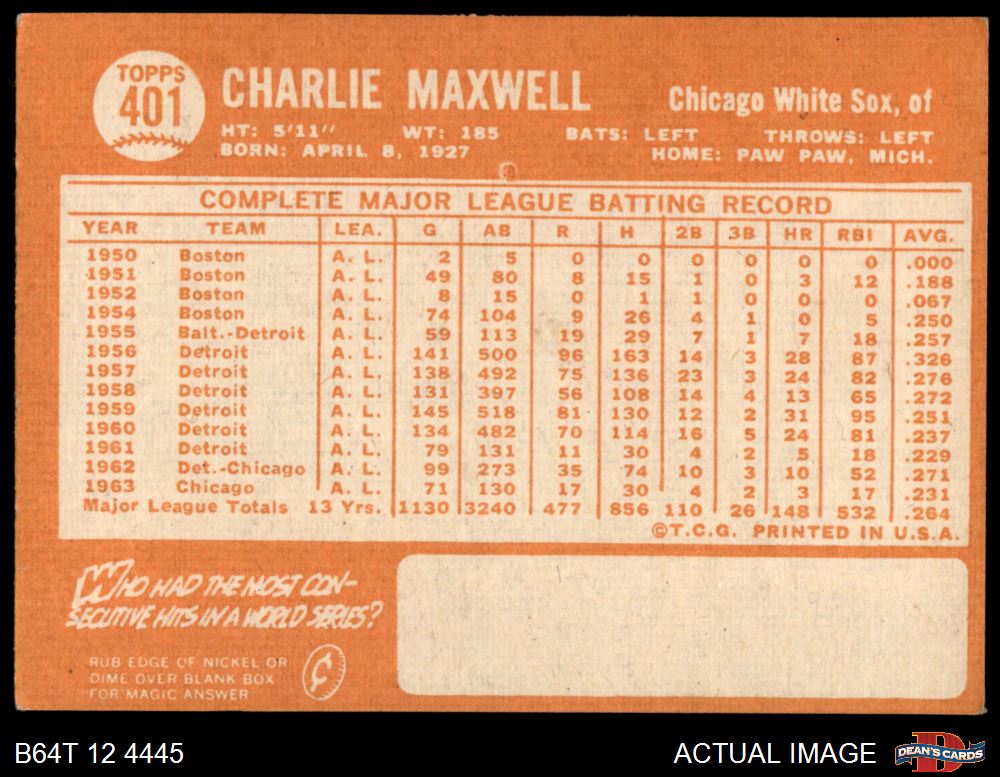 TOPPS
401
CHARLIE MAXWELL
Chicago White Sox, of
HT: 5'11" WT: 185 BATS: LEFT THROWS: LEFT
BORN: APRIL 8, 1927 HOME: PAW PAW, MICH.
COMPLETE MAJOR LEAGUE BATTING RECORD
YEAR TEAM LEA. G AB R H 2B 3B HR RBI AVG.
1950 Boston A. L. 2 5 0 0 0 0 0 0 .000
1951 Boston A. L. 49 80 8 15 1 0 3 12 .188
1952 Boston A. L. 8 15 0 1 1 0 0 0 .067
1954 Boston A. L. 74 104 9 26 4 1 0 5 .250
1955 Balt.-Detroit A. L. 59 113 19 29 7 1 7 18 .257
1956 Detroit A. L. 141 500 96 163 14 3 28 87 .326
1957 Detroit A. L. 138 492 75 136 23 3 24 82 .276
1958 Detroit A. L. 131 397 56 108 14 4 13 65 .272
1959 Detroit A. L. 145 518 81 130 12 2 31 95 .251
1960 Detroit A. L. 134 482 70 114 16 5 24 81 .237
1961 Detroit A. L. 79 131 11 30 4 2 5 18 .229
1962 Det.-Chicago A. L. 99 273 35 74 10 3 10 52 .271
1963 Chicago A. L. 71 130 17 30 4 2 3 17 .231
Major League Totals 13 Yrs. 1130 3240 477 856 110 26 148 532 .264
©T.C.G. PRINTED IN U.S.A.
WHO HAD THE MOST CON-
SECUTIVE HITS IN A WORLD SERIES?
RUB EDGE OF NICKEL OR
DIME OVER BLANK BOX
FOR MAGIC ANSWER
¢
B64T 12 4445 ACTUAL IMAGE
D
DEAN'S CARDS